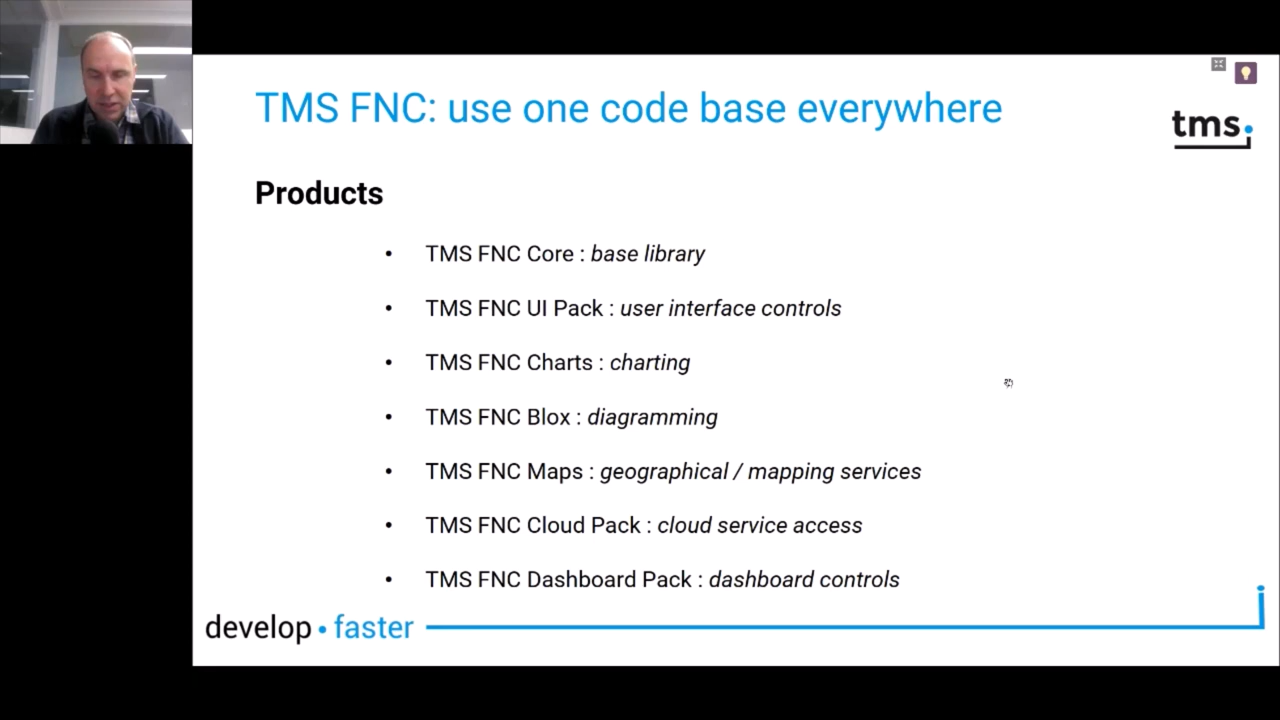 TMS FNC: use one code base everywhere
tms.
Products
• TMS FNC Core : base library
• TMS FNC UI Pack : user interface controls
• TMS FNC Charts : charting
• TMS FNC Blox : diagramming
• TMS FNC Maps : geographical / mapping services
• TMS FNC Cloud Pack : cloud service access
• TMS FNC Dashboard Pack : dashboard controls
develop • faster